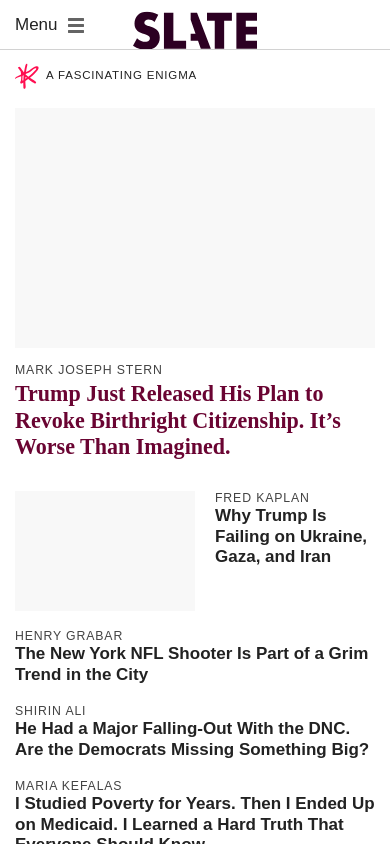 Menu
SLATE
A FASCINATING ENIGMA
MARK JOSEPH STERN
Trump Just Released His Plan to
Revoke Birthright Citizenship. It’s
Worse Than Imagined.
FRED KAPLAN
Why Trump Is
Failing on Ukraine,
Gaza, and Iran
HENRY GRABAR
The New York NFL Shooter Is Part of a Grim
Trend in the City
SHIRIN ALI
He Had a Major Falling-Out With the DNC.
Are the Democrats Missing Something Big?
MARIA KEFALAS
I Studied Poverty for Years. Then I Ended Up
on Medicaid. I Learned a Hard Truth That
Everyone Should Know